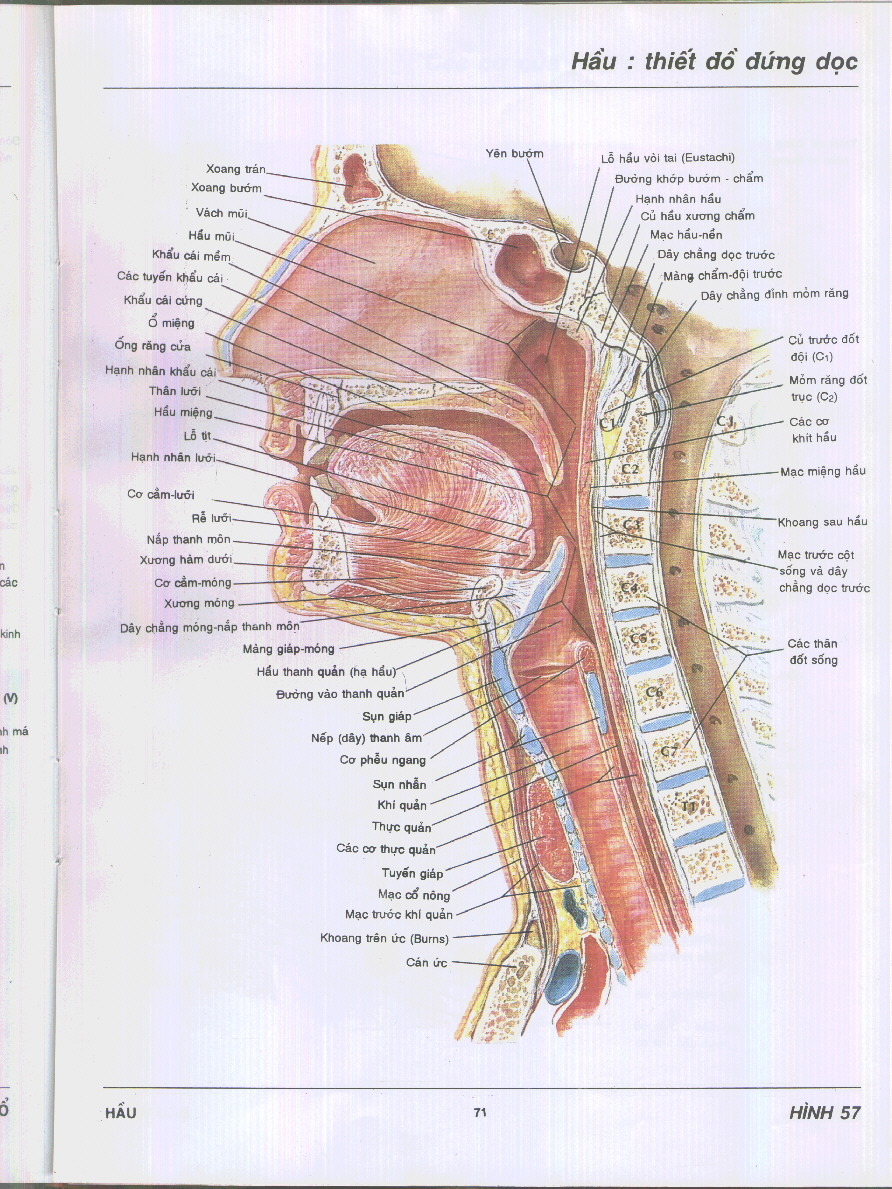 Hầu : thiết đồ đứng dọc
Xoang trán
Xoang bướm
Vách mũi
Hầu mũi
Khẩu cái mềm
Các tuyến khẩu cái
Khẩu cái cứng
Ổ miệng
Ống răng cửa
Hạnh nhân khẩu cái
Thân lưỡi
Hầu miệng
Lỗ tịt
Hạnh nhân lưỡi
Cơ cằm-lưỡi
Rễ lưỡi
Nắp thanh môn
Xương hàm dưới
Cơ cằm-móng
Xương móng
Dây chằng móng-nắp thanh môn
Màng giáp-móng
Hầu thanh quản (hạ hầu)
Đường vào thanh quản
Sụn giáp
Nếp (dây) thanh âm
Cơ phễu ngang
Sụn nhẫn
Khí quản
Thực quản
Các cơ thực quản
Tuyến giáp
Mạc cổ nông
Mạc trước khí quản
Khoang trên ức (Burns)
Cán ức
Yên bướm
Lỗ hầu vòi tai (Eustachi)
Đường khớp bướm - chẩm
Hạnh nhân hầu
Củ hầu xương chẩm
Mạc hầu-nền
Dây chằng dọc trước
Màng chẩm-đội trước
Dây chằng đỉnh mỏm răng
Củ trước đốt
đội (C1)
Mỏm răng đốt
trục (C2)
Các cơ
khít hầu
Mạc miệng hầu
Khoang sau hầu
Mạc trước cột
sống và dây
chằng dọc trước
Các thân
đốt sống
C1
C1
C2
C3
C4
C5
C6
C7
T1
các
kinh
(V)
nh má
HẦU
71
HÌNH 57